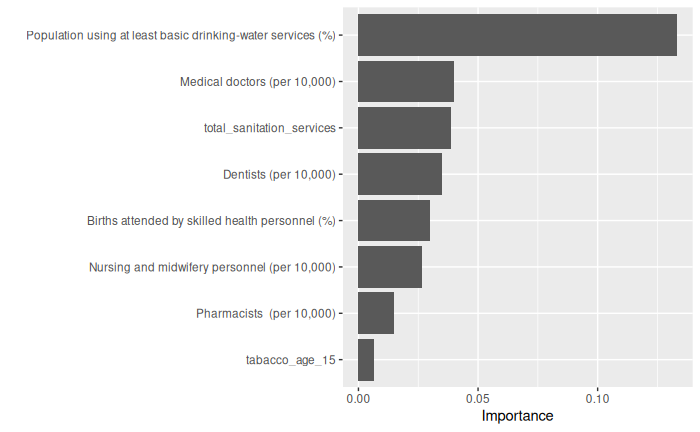 Population using at least basic drinking-water services (%)
Medical doctors (per 10,000)
total_sanitation_services
Dentists (per 10,000)
Births attended by skilled health personnel (%)
Nursing and midwifery personnel (per 10,000)
Pharmacists  (per 10,000)
tabacco_age_15
0.00 0.05 0.10
Importance